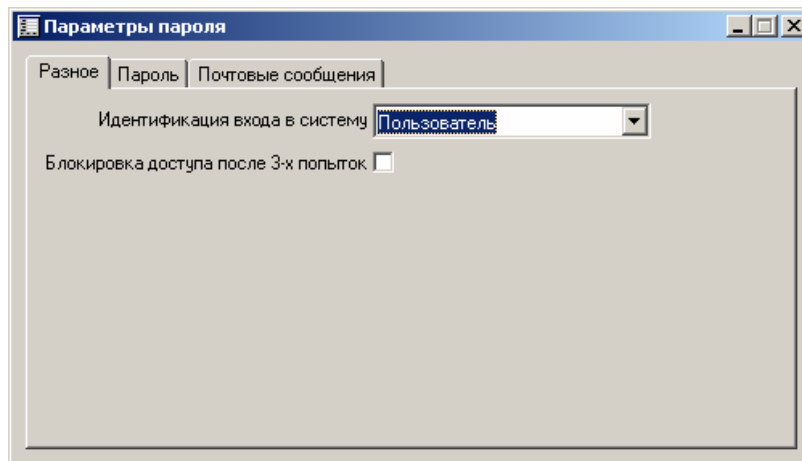 Параметры пароля
Разное Пароль Почтовые сообщения
Идентификация входа в систему Пользователь
Блокировка доступа после 3-х попыток